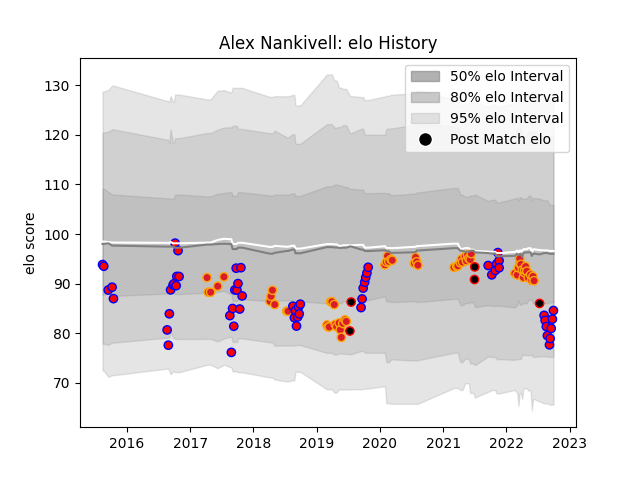 Alex Nankivell: elo History
50% elo Interval
80% elo Interval
95% elo Interval
Post Match elo
elo score
130
120
110
100
90
80
70
2016 2017 2018 2019 2020 2021 2022 2023